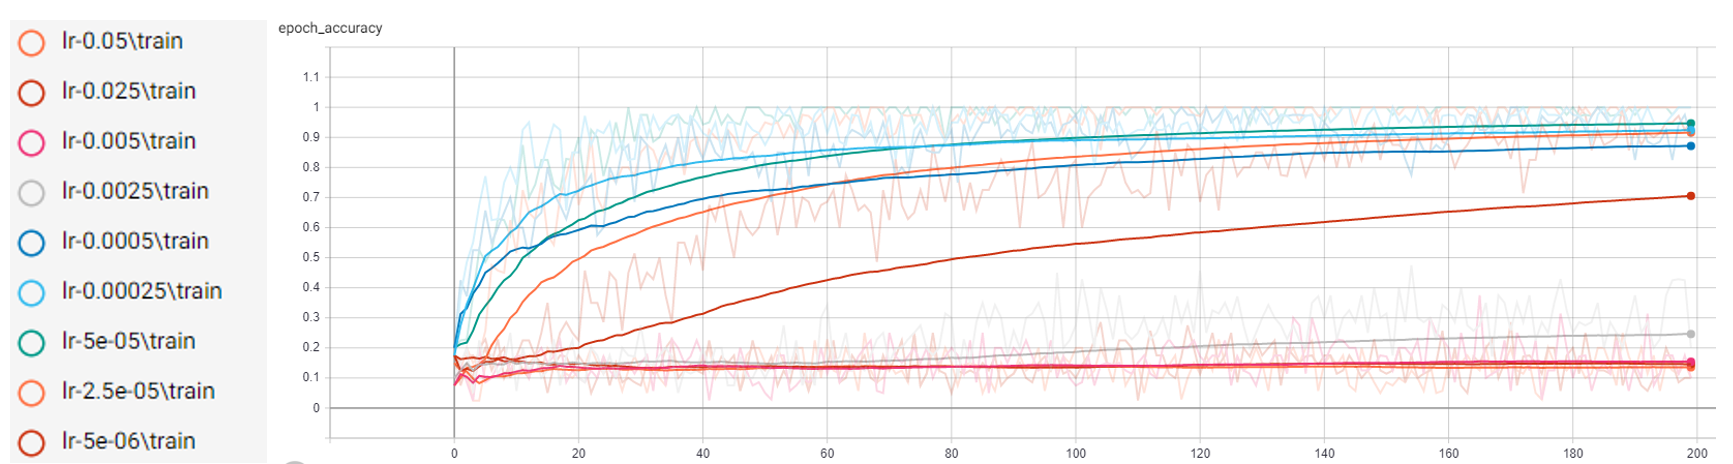 epoch_accuracy
lr-0.05\train
lr-0.025\train
lr-0.005\train
lr-0.0025\train
lr-0.0005\train
lr-0.00025\train
lr-5e-05\train
lr-2.5e-05\train
lr-5e-06\train
1.1
1
0.9
0.8
0.7
0.6
0.5
0.4
0.3
0.2
0.1
0
0 20 40 60 80 100 120 140 160 180 200